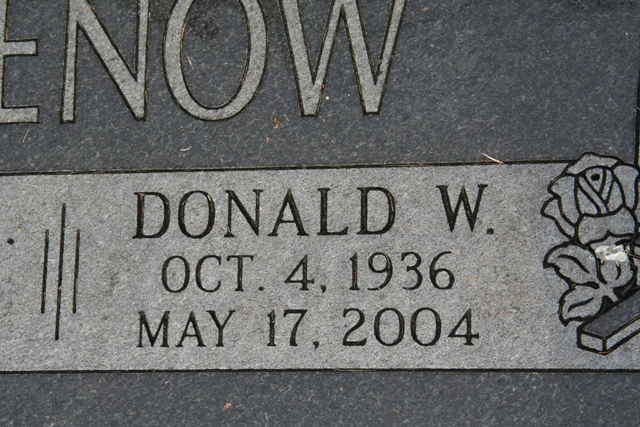 ENOW
DONALD W.
OCT. 4, 1936
MAY 17, 2004